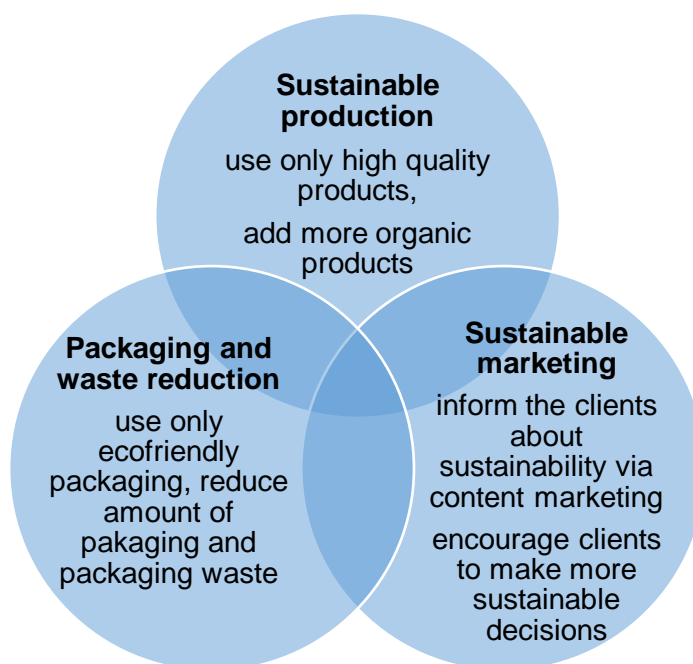 Sustainable
production
use only high quality
products,
add more organic
products
Packaging and
waste reduction
use only
ecofriendly
packaging, reduce
amount of
pakaging and
packaging waste
Sustainable
marketing
inform the clients
about
sustainability via
content marketing
encourage clients
to make more
sustainable
decisions